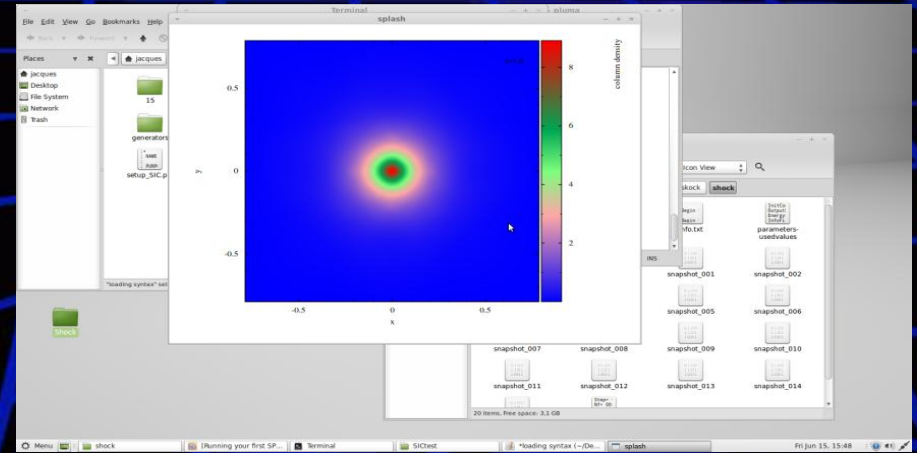 Terminal
pluma
splash
File Edit View Go Bookmarks Help
Back Forward
Places
jacques
jacques
Desktop
File System
Network
Trash
15
generators
setup_SIC.p
"loading syntax" sel
column density
8
6
4
2
0.5
0
-0.5
y
-0.5 0 0.5
x
INS
Icon View
shock
nfo.txt
parameters-
usedvalues
snapshot_001 snapshot_002
snapshot_005 snapshot_006
snapshot_007 snapshot_008 snapshot_009 snapshot_010
snapshot_011 snapshot_012 snapshot_013 snapshot_014
20 items, Free space: 3.1 GB
Shock
Menu shock [Running your first SP... Terminal SICtest *loading syntax (~/De... splash Fri Jun 15, 15:48